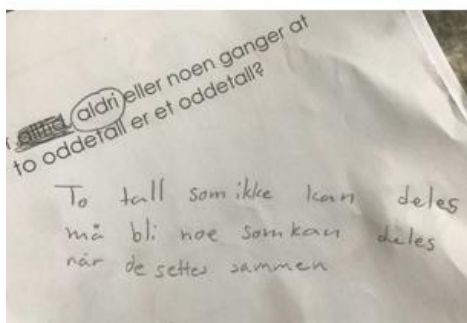 alltid aldri eller noen ganger at
to oddetall er et oddetall?
To tall som ikke kan deles
må bli noe som kan deles
når de settes sammen